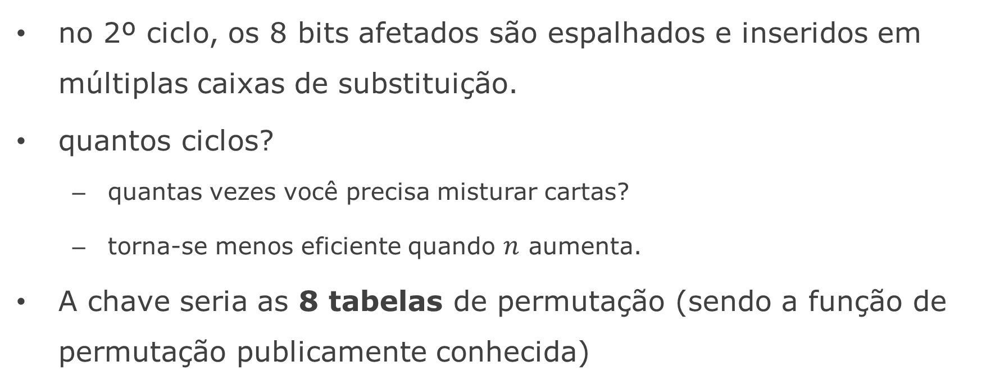 • no 2º ciclo, os 8 bits afetados são espalhados e inseridos em
múltiplas caixas de substituição.
• quantos ciclos?
– quantas vezes você precisa misturar cartas?
– torna-se menos eficiente quando 𝑛 aumenta.
• A chave seria as 8 tabelas de permutação (sendo a função de
permutação publicamente conhecida)